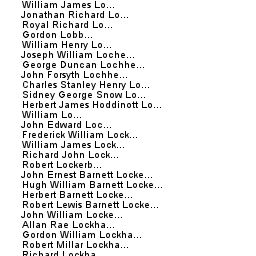 William James Lo...
Jonathan Richard Lo...
Royal Richard Lo...
Gordon Lobb...
William Henry Lo...
Joseph William Loche...
George Duncan Lochhe...
John Forsyth Lochhe...
Charles Stanley Henry Lo...
Sidney George Snow Lo...
Herbert James Hoddinott Lo...
William Lo...
John Edward Loc...
Frederick William Lock...
William James Lock...
Richard John Lock...
Robert Lockerb...
John Ernest Barnett Locke...
Hugh William Barnett Locke...
Herbert Barnett Locke...
Robert Lewis Barnett Locke...
John William Locke...
Allan Rae Lockha...
Gordon William Lockha...
Robert Millar Lockha...
Richard Lockha...